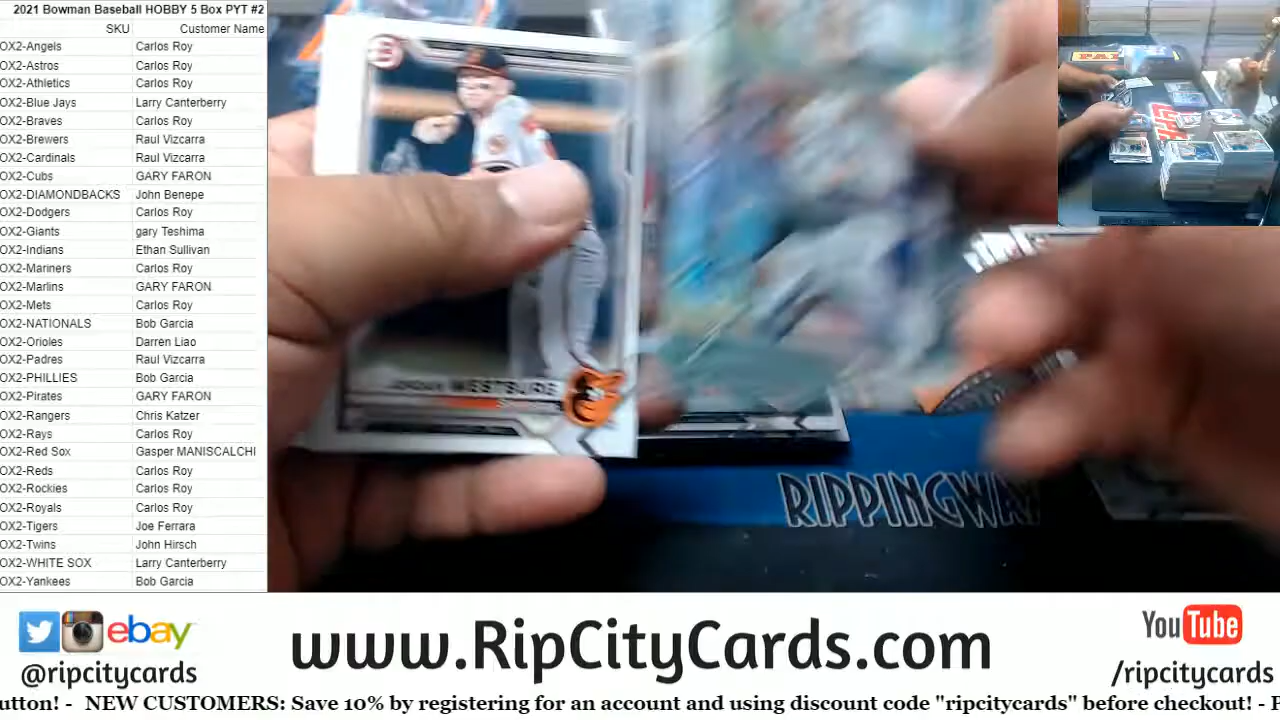 2021 Bowman Baseball HOBBY 5 Box PYT #2
SKU Customer Name
OX2-Angels Carlos Roy
OX2-Astros Carlos Roy
OX2-Athletics Carlos Roy
OX2-Blue Jays Larry Canterberry
OX2-Braves Carlos Roy
OX2-Brewers Raul Vizcarra
OX2-Cardinals Raul Vizcarra
OX2-Cubs GARY FARON
OX2-DIAMONDBACKS John Benepe
OX2-Dodgers Carlos Roy
OX2-Giants gary Teshima
OX2-Indians Ethan Sullivan
OX2-Mariners Carlos Roy
OX2-Marlins GARY FARON
OX2-Mets Carlos Roy
OX2-NATIONALS Bob Garcia
OX2-Orioles Darren Liao
OX2-Padres Raul Vizcarra
OX2-PHILLIES Bob Garcia
OX2-Pirates GARY FARON
OX2-Rangers Chris Katzer
OX2-Rays Carlos Roy
OX2-Red Sox Gasper MANISCALCHI
OX2-Reds Carlos Roy
OX2-Rockies Carlos Roy
OX2-Royals Carlos Roy
OX2-Tigers Joe Ferrara
OX2-Twins John Hirsch
OX2-WHITE SOX Larry Canterberry
OX2-Yankees Bob Garcia
RIPPINGWA
ebay
@ripcitycards
www.RipCityCards.com
YouTube
/ripcitycards
utton! - NEW CUSTOMERS: Save 10% by registering for an account and using discount code "ripcitycards" before checkout! -